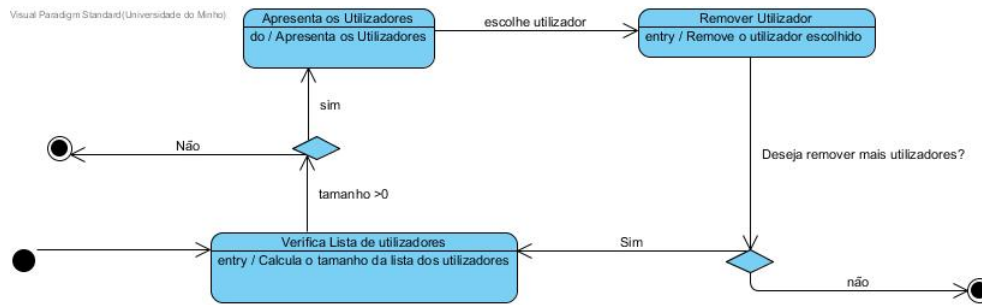 Visual Paradigm Standard(Universidade do Minho)
Apresenta os Utilizadores
do / Apresenta os Utilizadores
escolhe utilizador
Remover Utilizador
entry / Remove o utilizador escolhido
sim
Não
Deseja remover mais utilizadores?
tamanho >0
Verifica Lista de utilizadores
entry / Calcula o tamanho da lista dos utilizadores
Sim
não